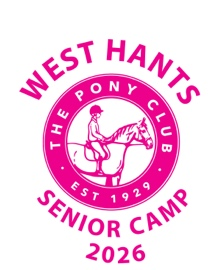 WEST HANTS
THE PONY CLUB
· EST 1929 ·
SENIOR CAMP
2026